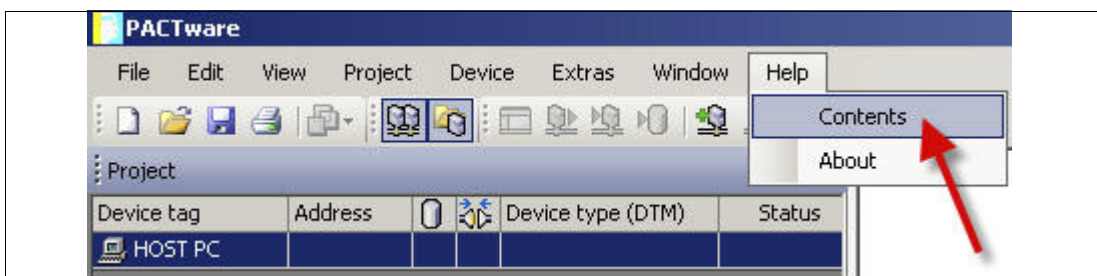 PACTware
File Edit View Project Device Extras Window Help
Contents
About
Project
Device tag Address Device type (DTM) Status
HOST PC